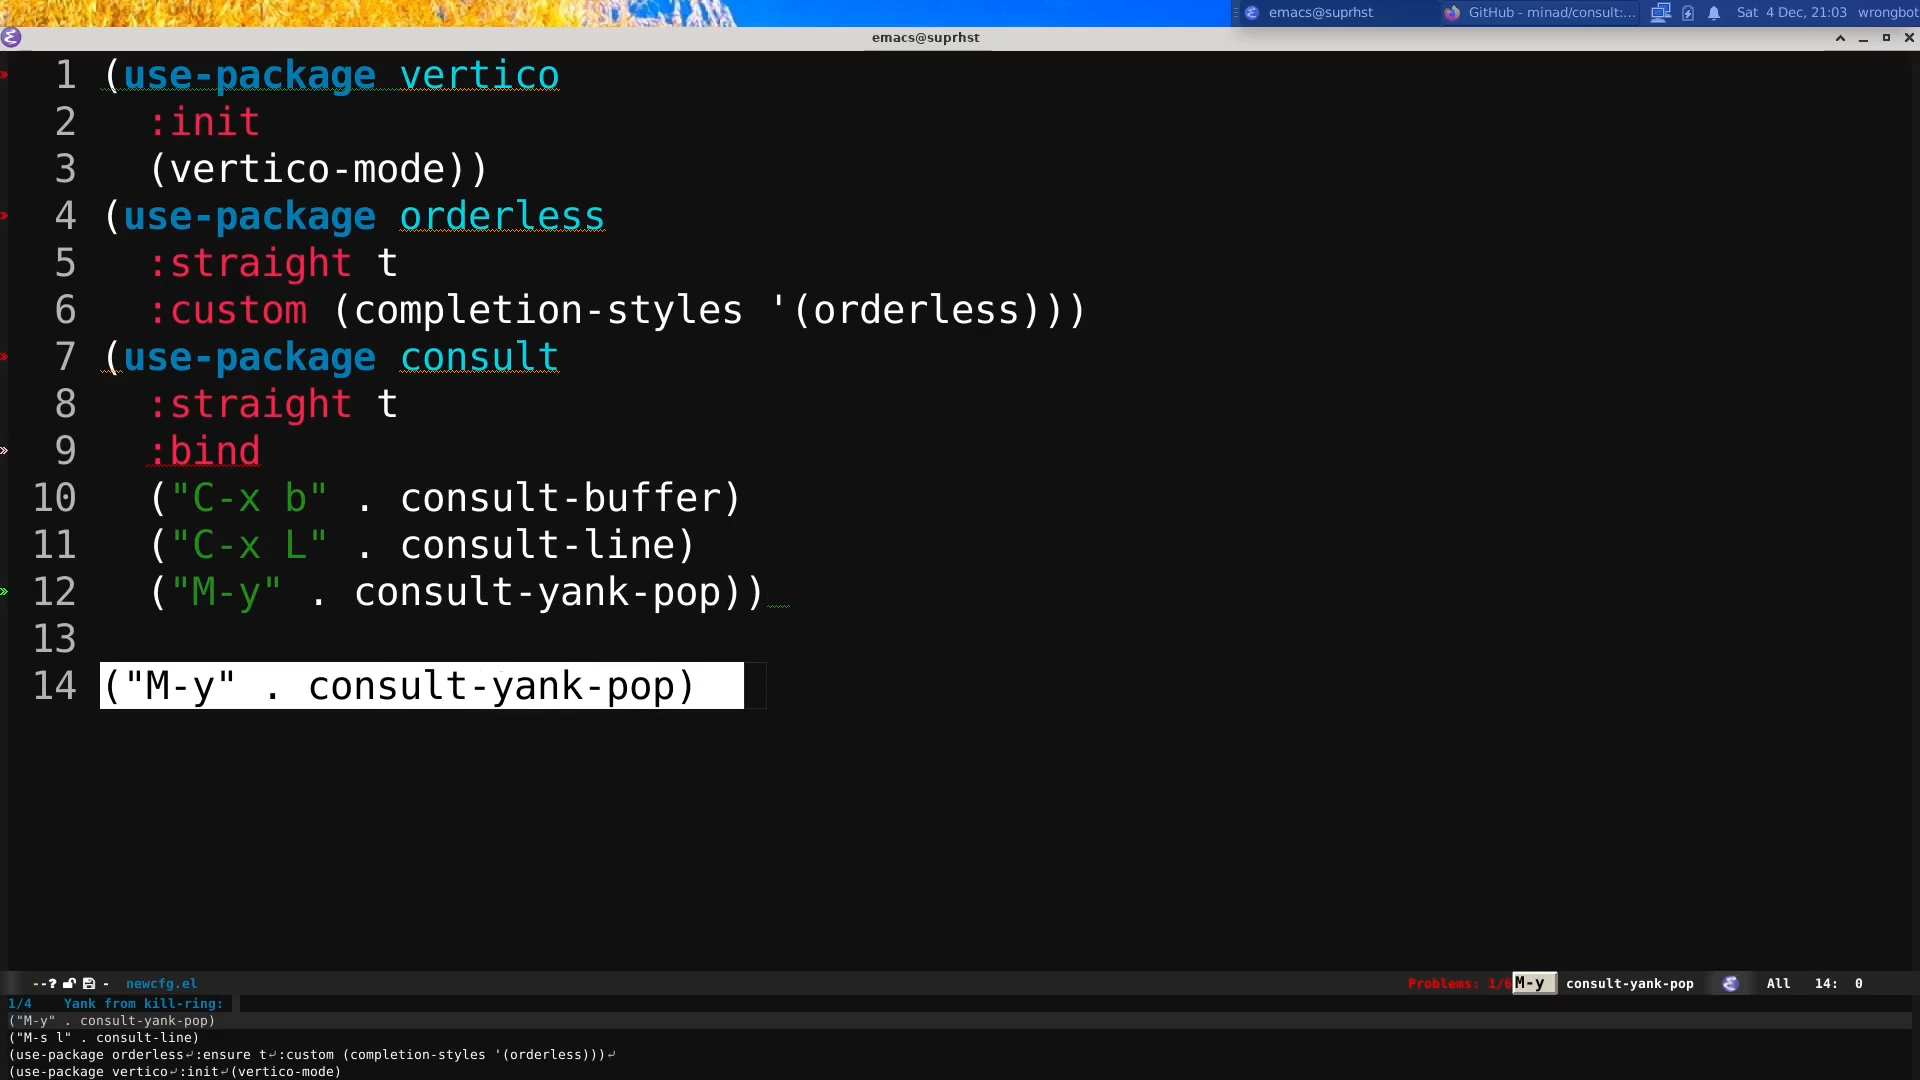 emacs@suprhst
GitHub - minad/consult:...
Sat 4 Dec, 21:03
wrongbot
emacs@suprhst
1 (use-package vertico
2 :init
3 (vertico-mode))
4 (use-package orderless
5 :straight t
6 :custom (completion-styles '(orderless)))
7 (use-package consult
8 :straight t
9 :bind
10 ("C-x b" . consult-buffer)
11 ("C-x L" . consult-line)
12 ("M-y" . consult-yank-pop))
13
14 ("M-y" . consult-yank-pop)
--? - newcfg.el Problems: 1/6 M-y consult-yank-pop All 14: 0
1/4 Yank from kill-ring:
("M-y" . consult-yank-pop)
("M-s l" . consult-line)
(use-package orderless⏎:ensure t⏎:custom (completion-styles '(orderless)))⏎
(use-package vertico⏎:init⏎(vertico-mode)